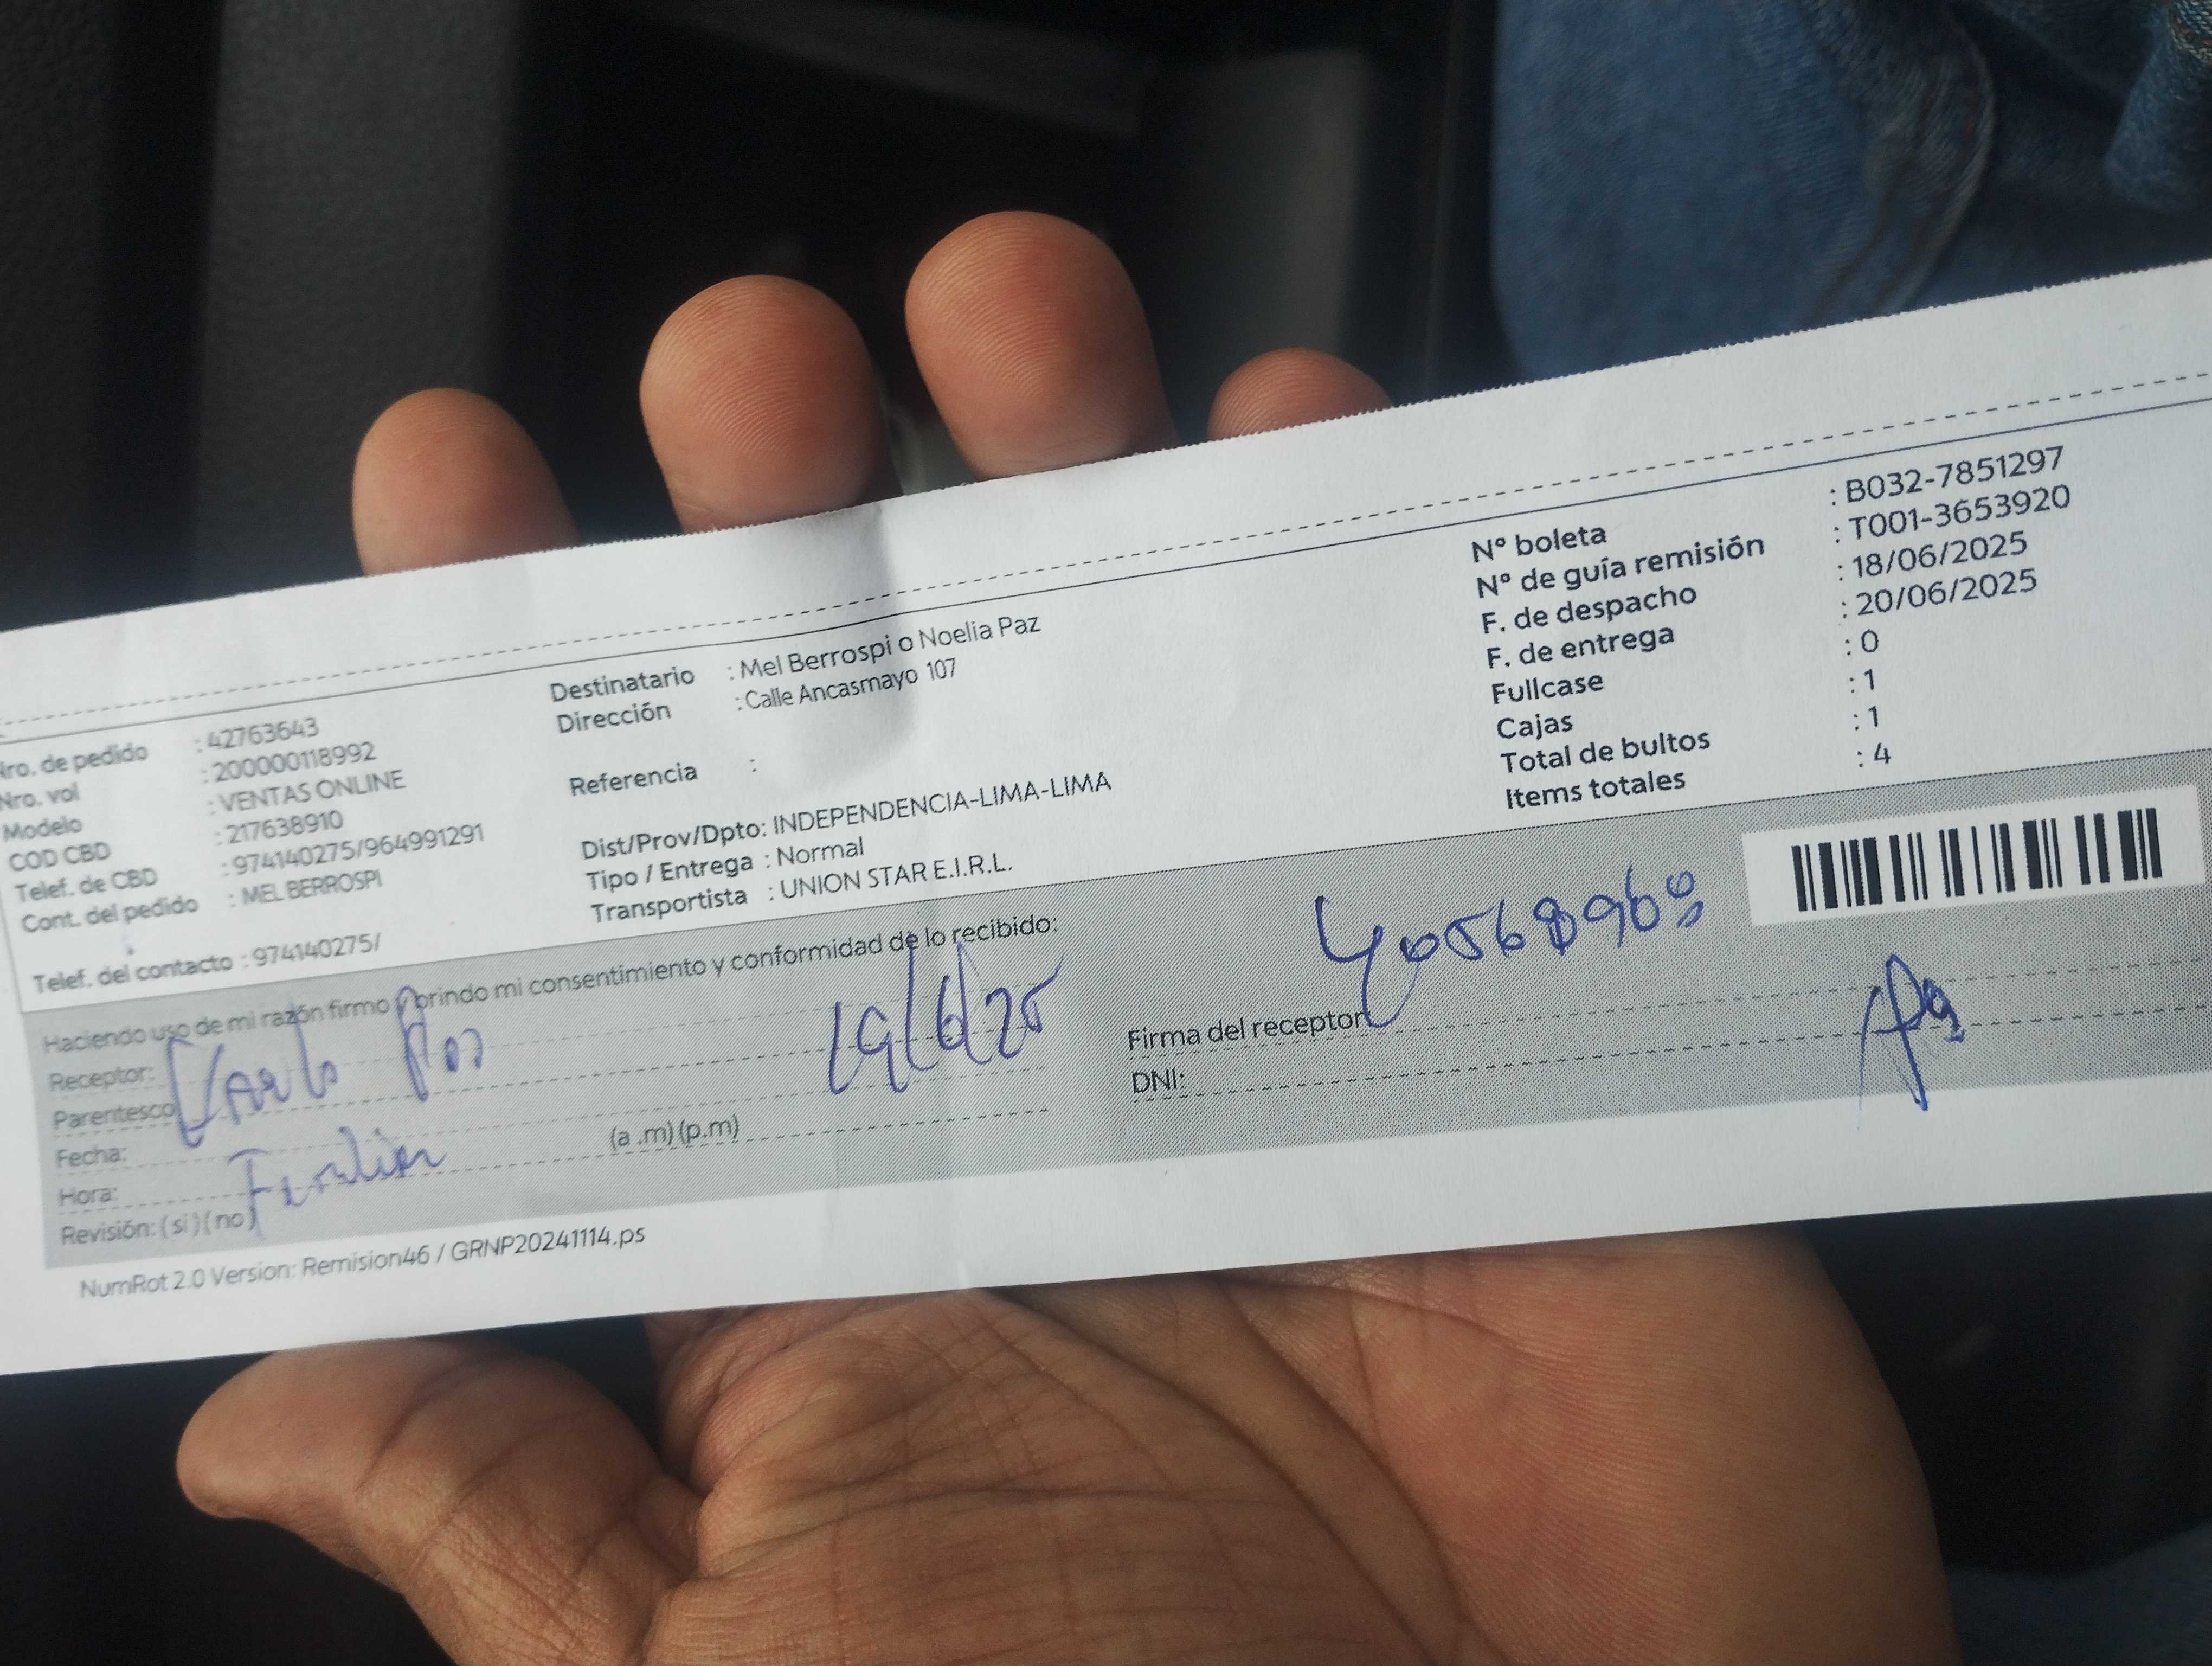 Nro. de pedido : 42763643
Nro. vol : 200000118992
Modelo : VENTAS ONLINE
COD CBD : 217638910
Telef. de CBD : 974140275/964991291
Cont. del pedido : MEL BERROSPI
Telef. del contacto : 974140275/
Destinatario : Mel Berrospi o Noelia Paz
Dirección : Calle Ancasmayo 107
Referencia :
Dist/Prov/Dpto: INDEPENDENCIA-LIMA-LIMA
Tipo / Entrega : Normal
Transportista : UNION STAR E.I.R.L.
N° boleta : B032-7851297
N° de guía remisión : T001-3653920
F. de despacho : 18/06/2025
F. de entrega : 20/06/2025
Fullcase : 0
Cajas : 1
Total de bultos : 1
Items totales : 4
Haciendo uso de mi razón firmo y brindo mi consentimiento y conformidad de lo recibido:
Receptor:
Parentesco
Fecha:
Hora: (a .m) (p.m)
Revisión: ( si ) ( no )
19/6/25
Firma del receptor
DNI:
NumRot 2.0 Version: Remision46 / GRNP20241114.ps